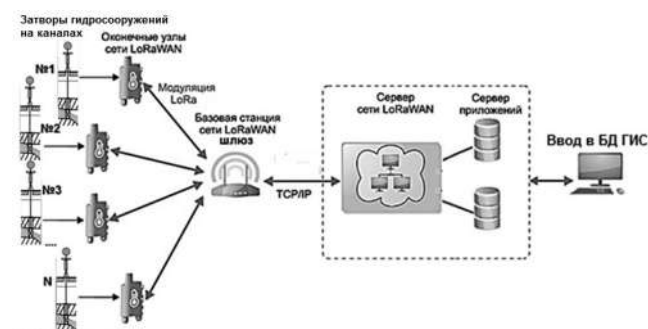 Затворы гидросооружений
на каналах
Оконечные узлы
сети LoRaWAN
№1
№2
№3
....
N
Модуляция
LoRa
Базовая станция
сети LoRaWAN
ШЛЮЗ
TCP/IP
Сервер
сети LoRaWAN
Сервер
приложений
Ввод в БД ГИС